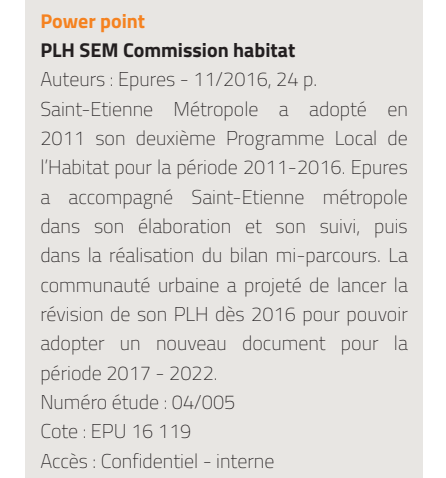 Power point
PLH SEM Commission habitat
Auteurs : Epures - 11/2016, 24 p.
Saint-Etienne Métropole a adopté en
2011 son deuxième Programme Local de
l'Habitat pour la période 2011-2016. Epures
a accompagné Saint-Etienne métropole
dans son élaboration et son suivi, puis
dans la réalisation du bilan mi-parcours. La
communauté urbaine a projeté de lancer la
révision de son PLH dès 2016 pour pouvoir
adopter un nouveau document pour la
période 2017 - 2022.
Numéro étude : 04/005
Cote : EPU 16 119
Accès : Confidentiel - interne